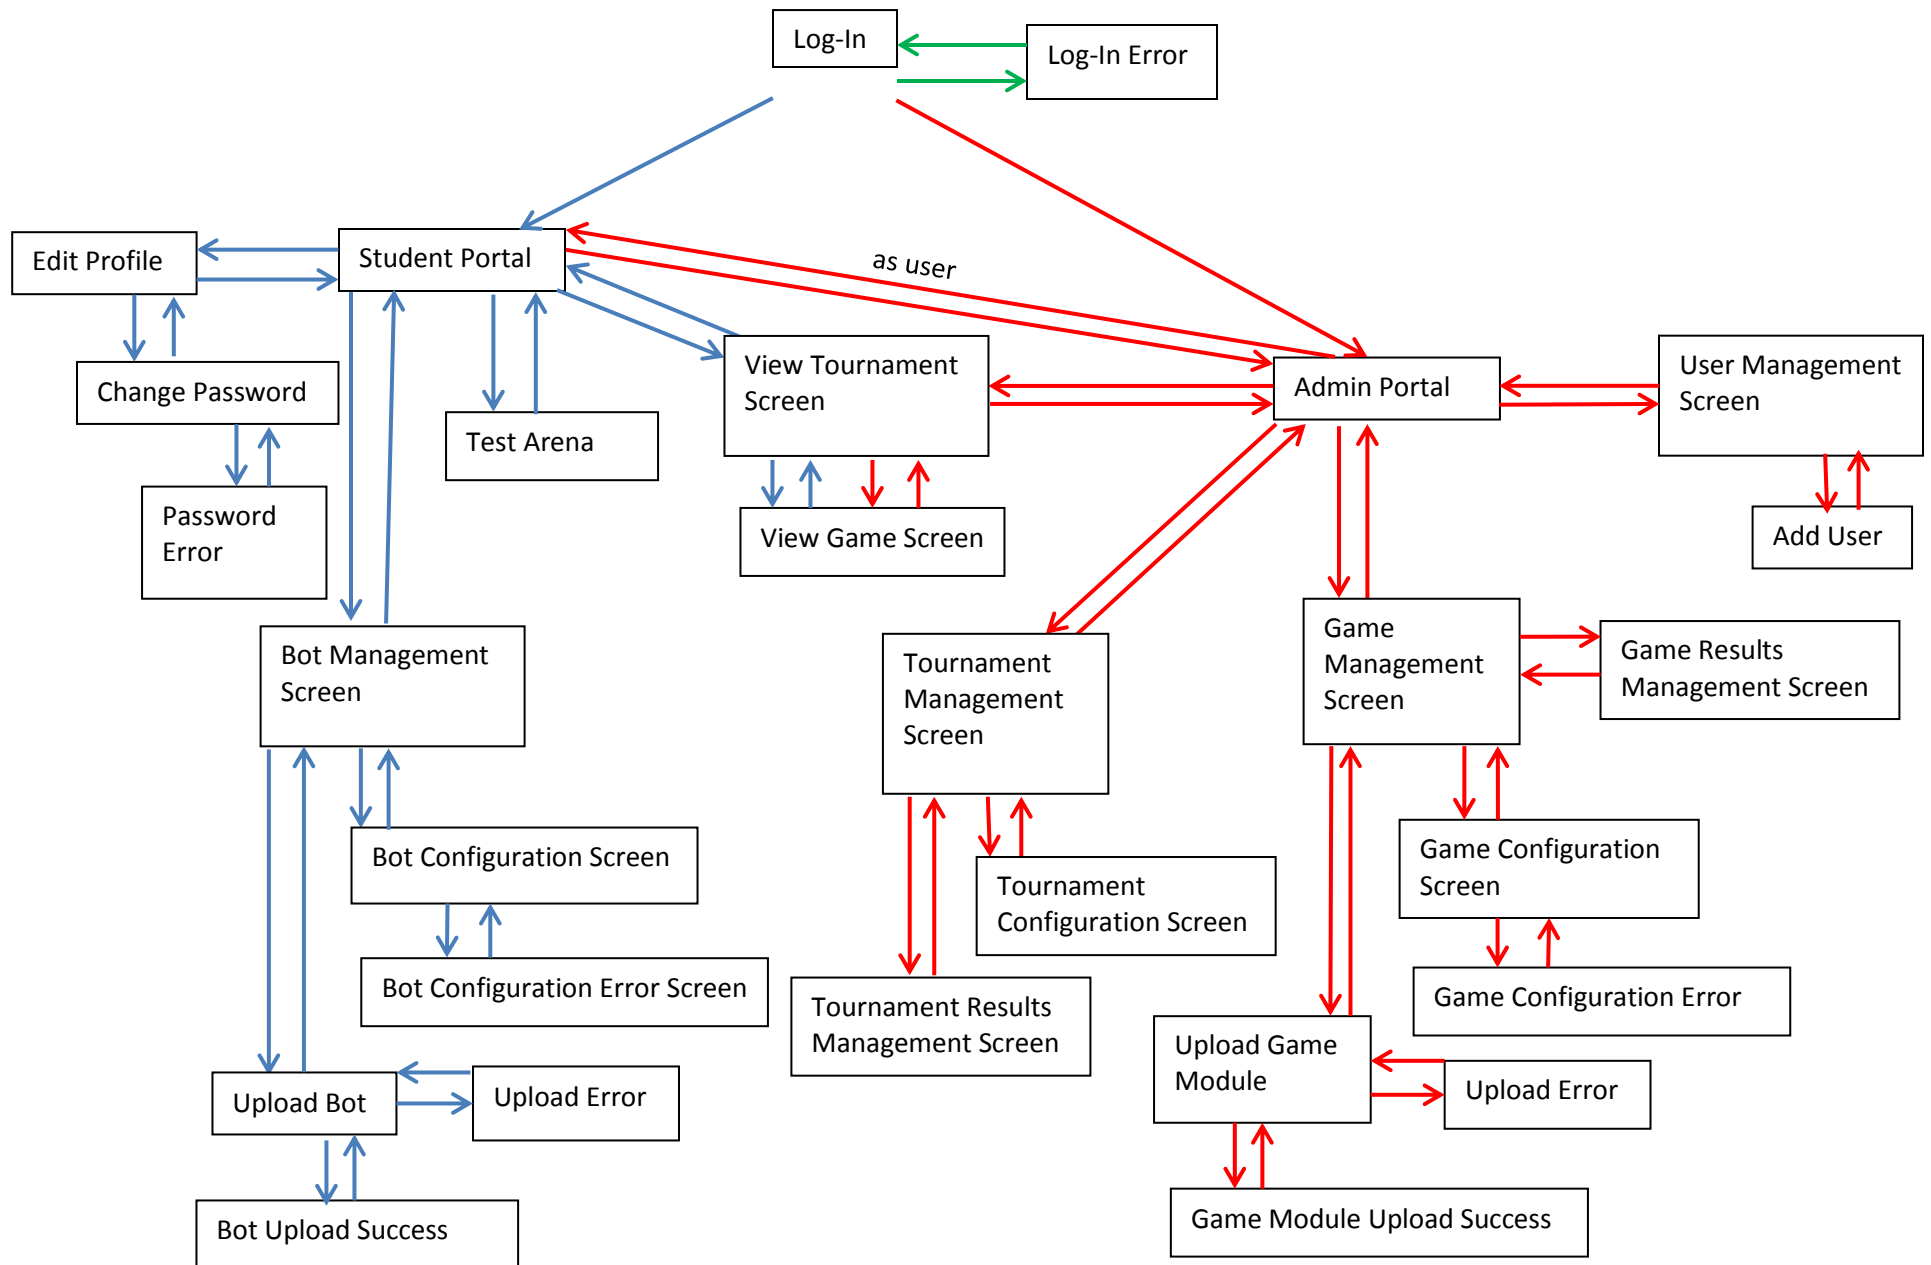 Log-In
Log-In Error
Edit Profile
Student Portal
as user
Change Password
View Tournament
Screen
Admin Portal
User Management
Screen
Test Arena
Password
Error
View Game Screen
Add User
Bot Management
Screen
Tournament
Management
Screen
Game
Management
Screen
Game Results
Management Screen
Bot Configuration Screen
Tournament
Configuration Screen
Game Configuration
Screen
Bot Configuration Error Screen
Tournament Results
Management Screen
Game Configuration Error
Upload Bot
Upload Error
Upload Game
Module
Upload Error
Bot Upload Success
Game Module Upload Success